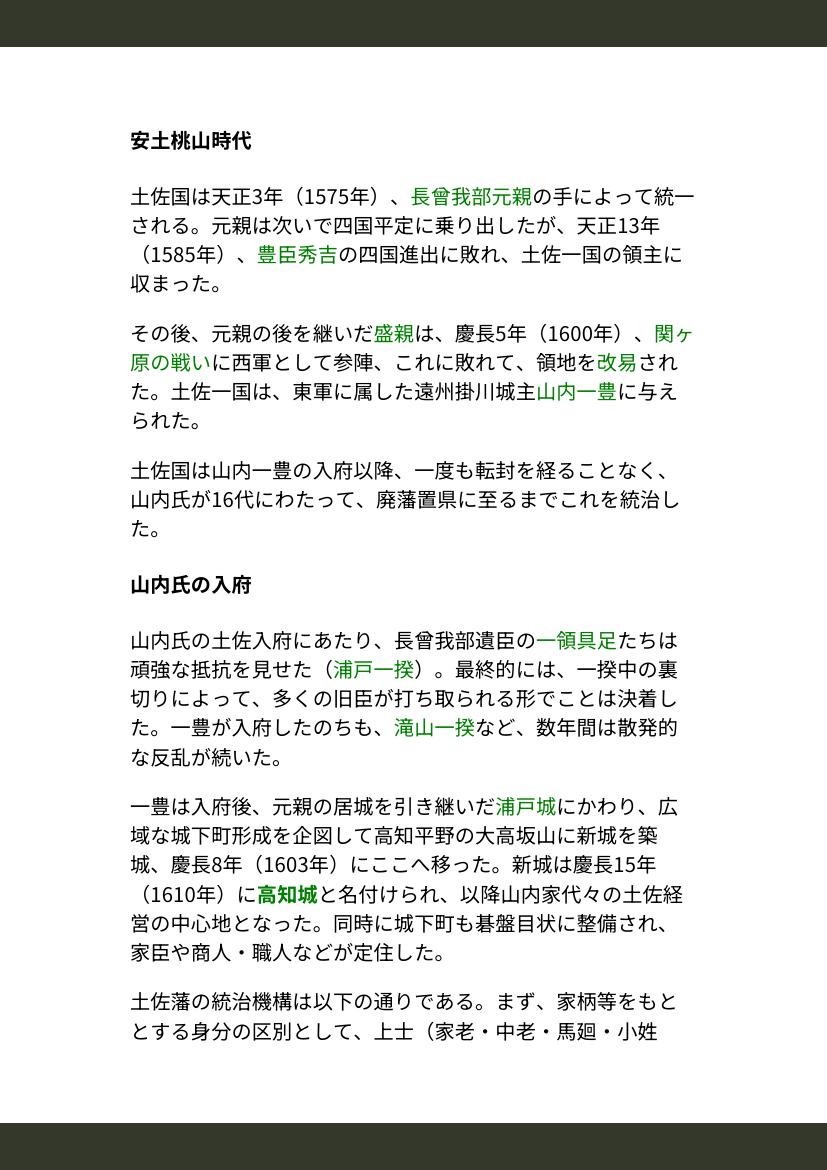 安土桃山時代
土佐国は天正3年（1575年）、長曾我部元親の手によって統一
される。元親は次いで四国平定に乗り出したが、天正13年
（1585年）、豊臣秀吉の四国進出に敗れ、土佐一国の領主に
収まった。
その後、元親の後を継いだ盛親は、慶長5年（1600年）、関ヶ
原の戦いに西軍として参陣、これに敗れて、領地を改易され
た。土佐一国は、東軍に属した遠州掛川城主山内一豊に与え
られた。
土佐国は山内一豊の入府以降、一度も転封を経ることなく、
山内氏が16代にわたって、廃藩置県に至るまでこれを統治し
た。
山内氏の入府
山内氏の土佐入府にあたり、長曾我部遺臣の一領具足たちは
頑強な抵抗を見せた（浦戸一揆）。最終的には、一揆中の裏
切りによって、多くの旧臣が打ち取られる形でことは決着し
た。一豊が入府したのちも、滝山一揆など、数年間は散発的
な反乱が続いた。
一豊は入府後、元親の居城を引き継いだ浦戸城にかわり、広
域な城下町形成を企図して高知平野の大高坂山に新城を築
城、慶長8年（1603年）にここへ移った。新城は慶長15年
（1610年）に高知城と名付けられ、以降山内家代々の土佐経
営の中心地となった。同時に城下町も碁盤目状に整備され、
家臣や商人・職人などが定住した。
土佐藩の統治機構は以下の通りである。まず、家柄等をもと
とする身分の区別として、上士（家老・中老・馬廻・小姓